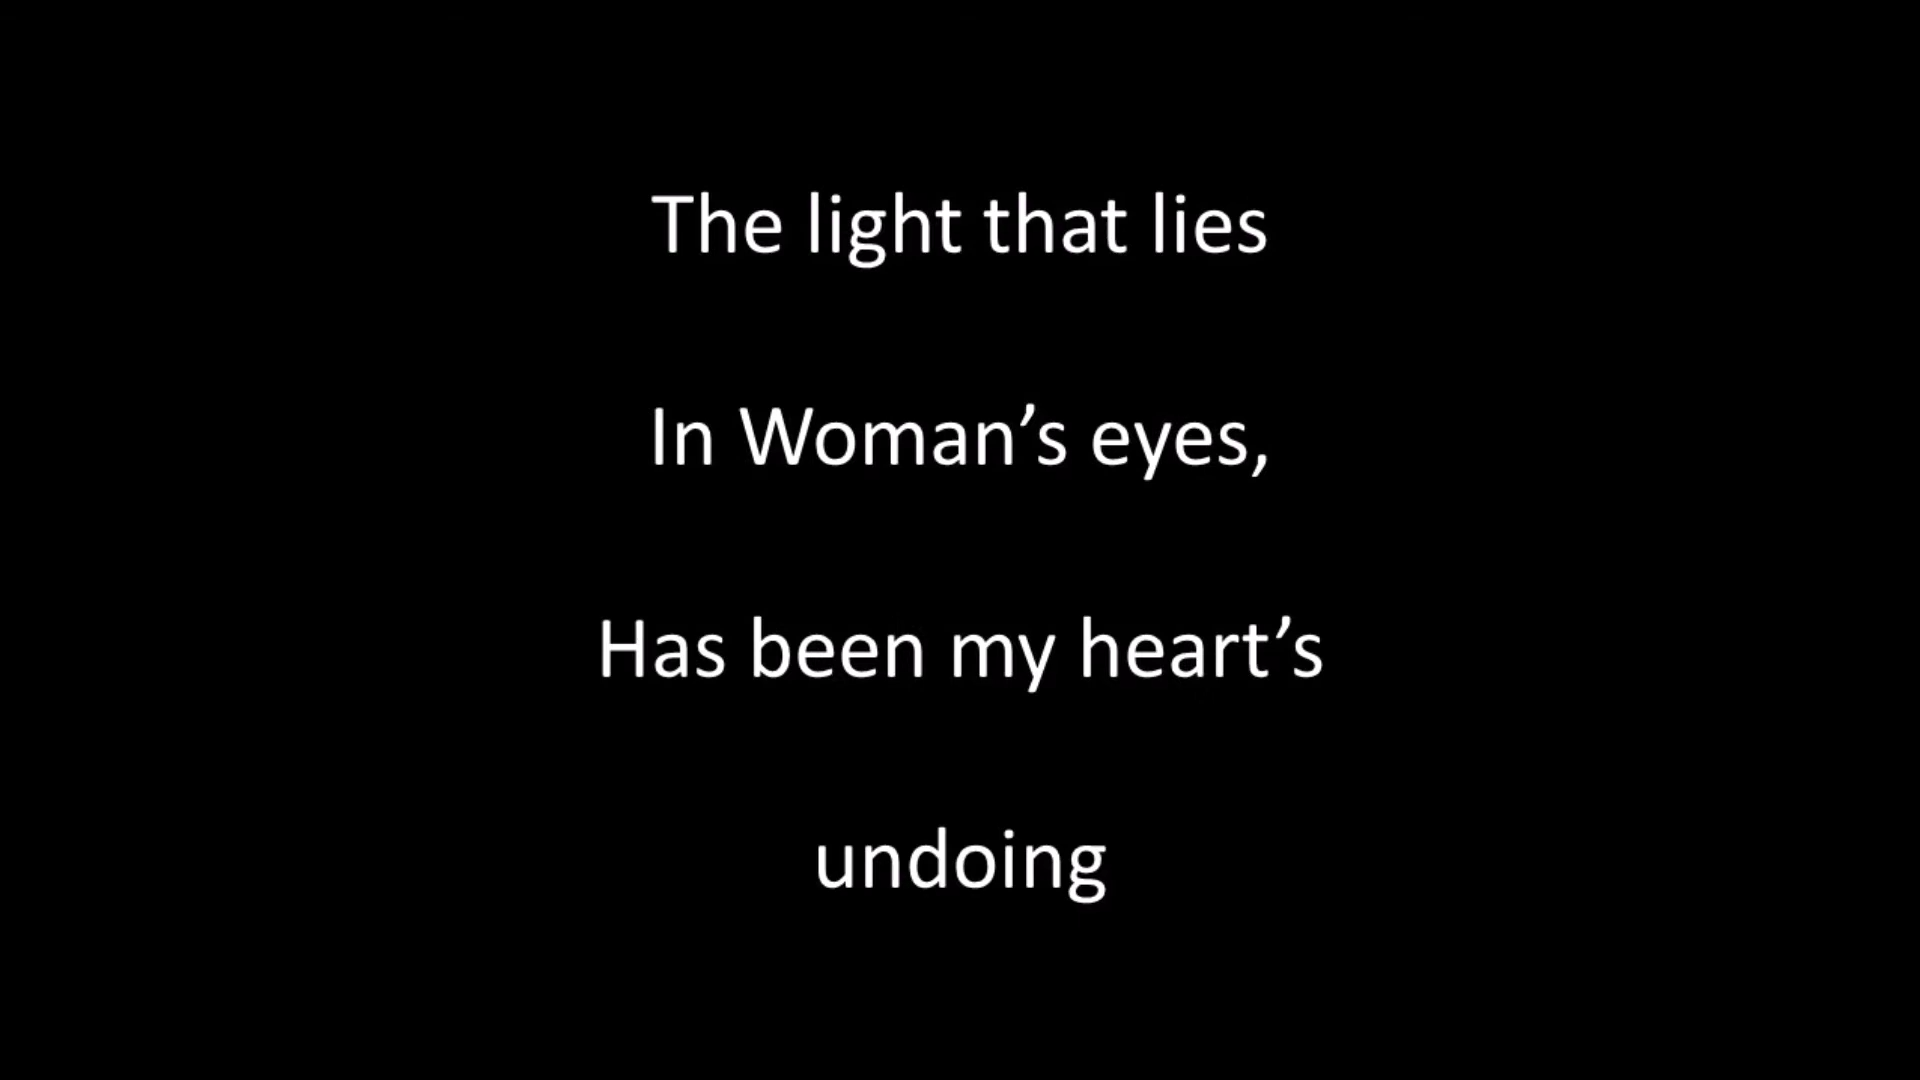 The light that lies
In Woman’s eyes,
Has been my heart’s
undoing